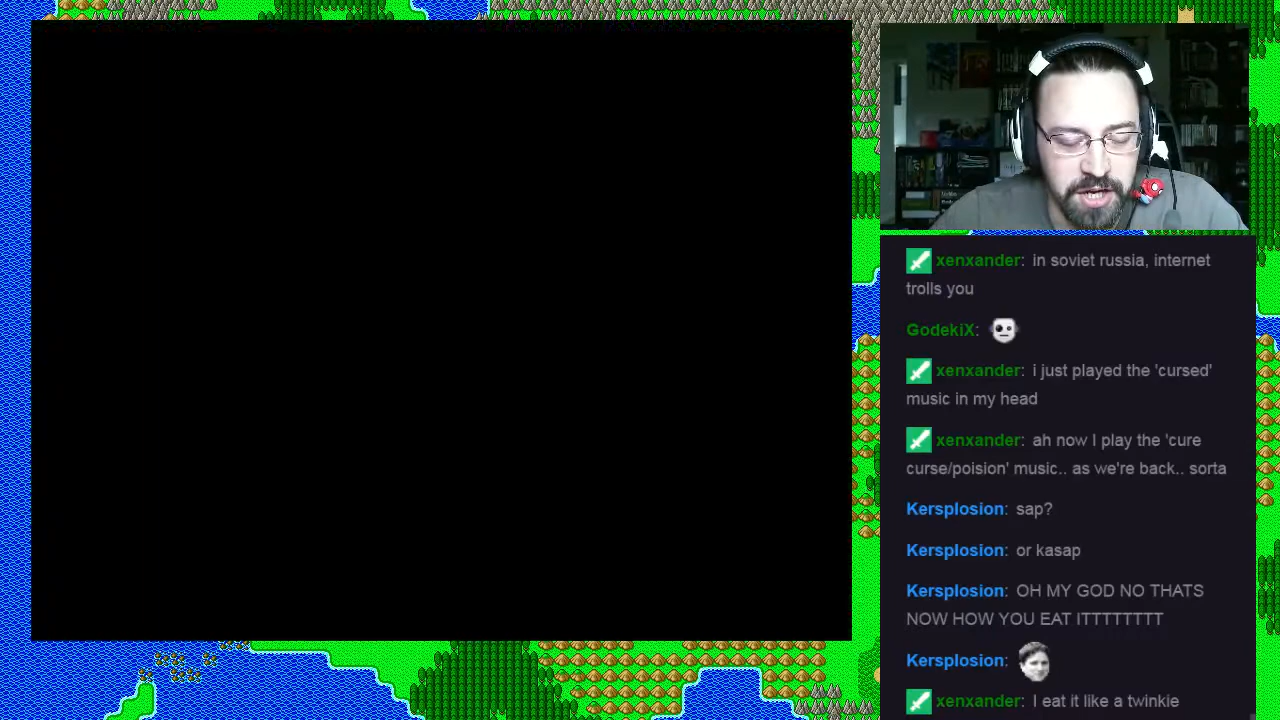 xenxander: in soviet russia, internet
trolls you
GodekiX:
xenxander: i just played the 'cursed'
music in my head
xenxander: ah now I play the 'cure
curse/poision' music.. as we're back.. sorta
Kersplosion: sap?
Kersplosion: or kasap
Kersplosion: OH MY GOD NO THATS
NOW HOW YOU EAT ITTTTTTTT
Kersplosion:
xenxander: I eat it like a twinkie